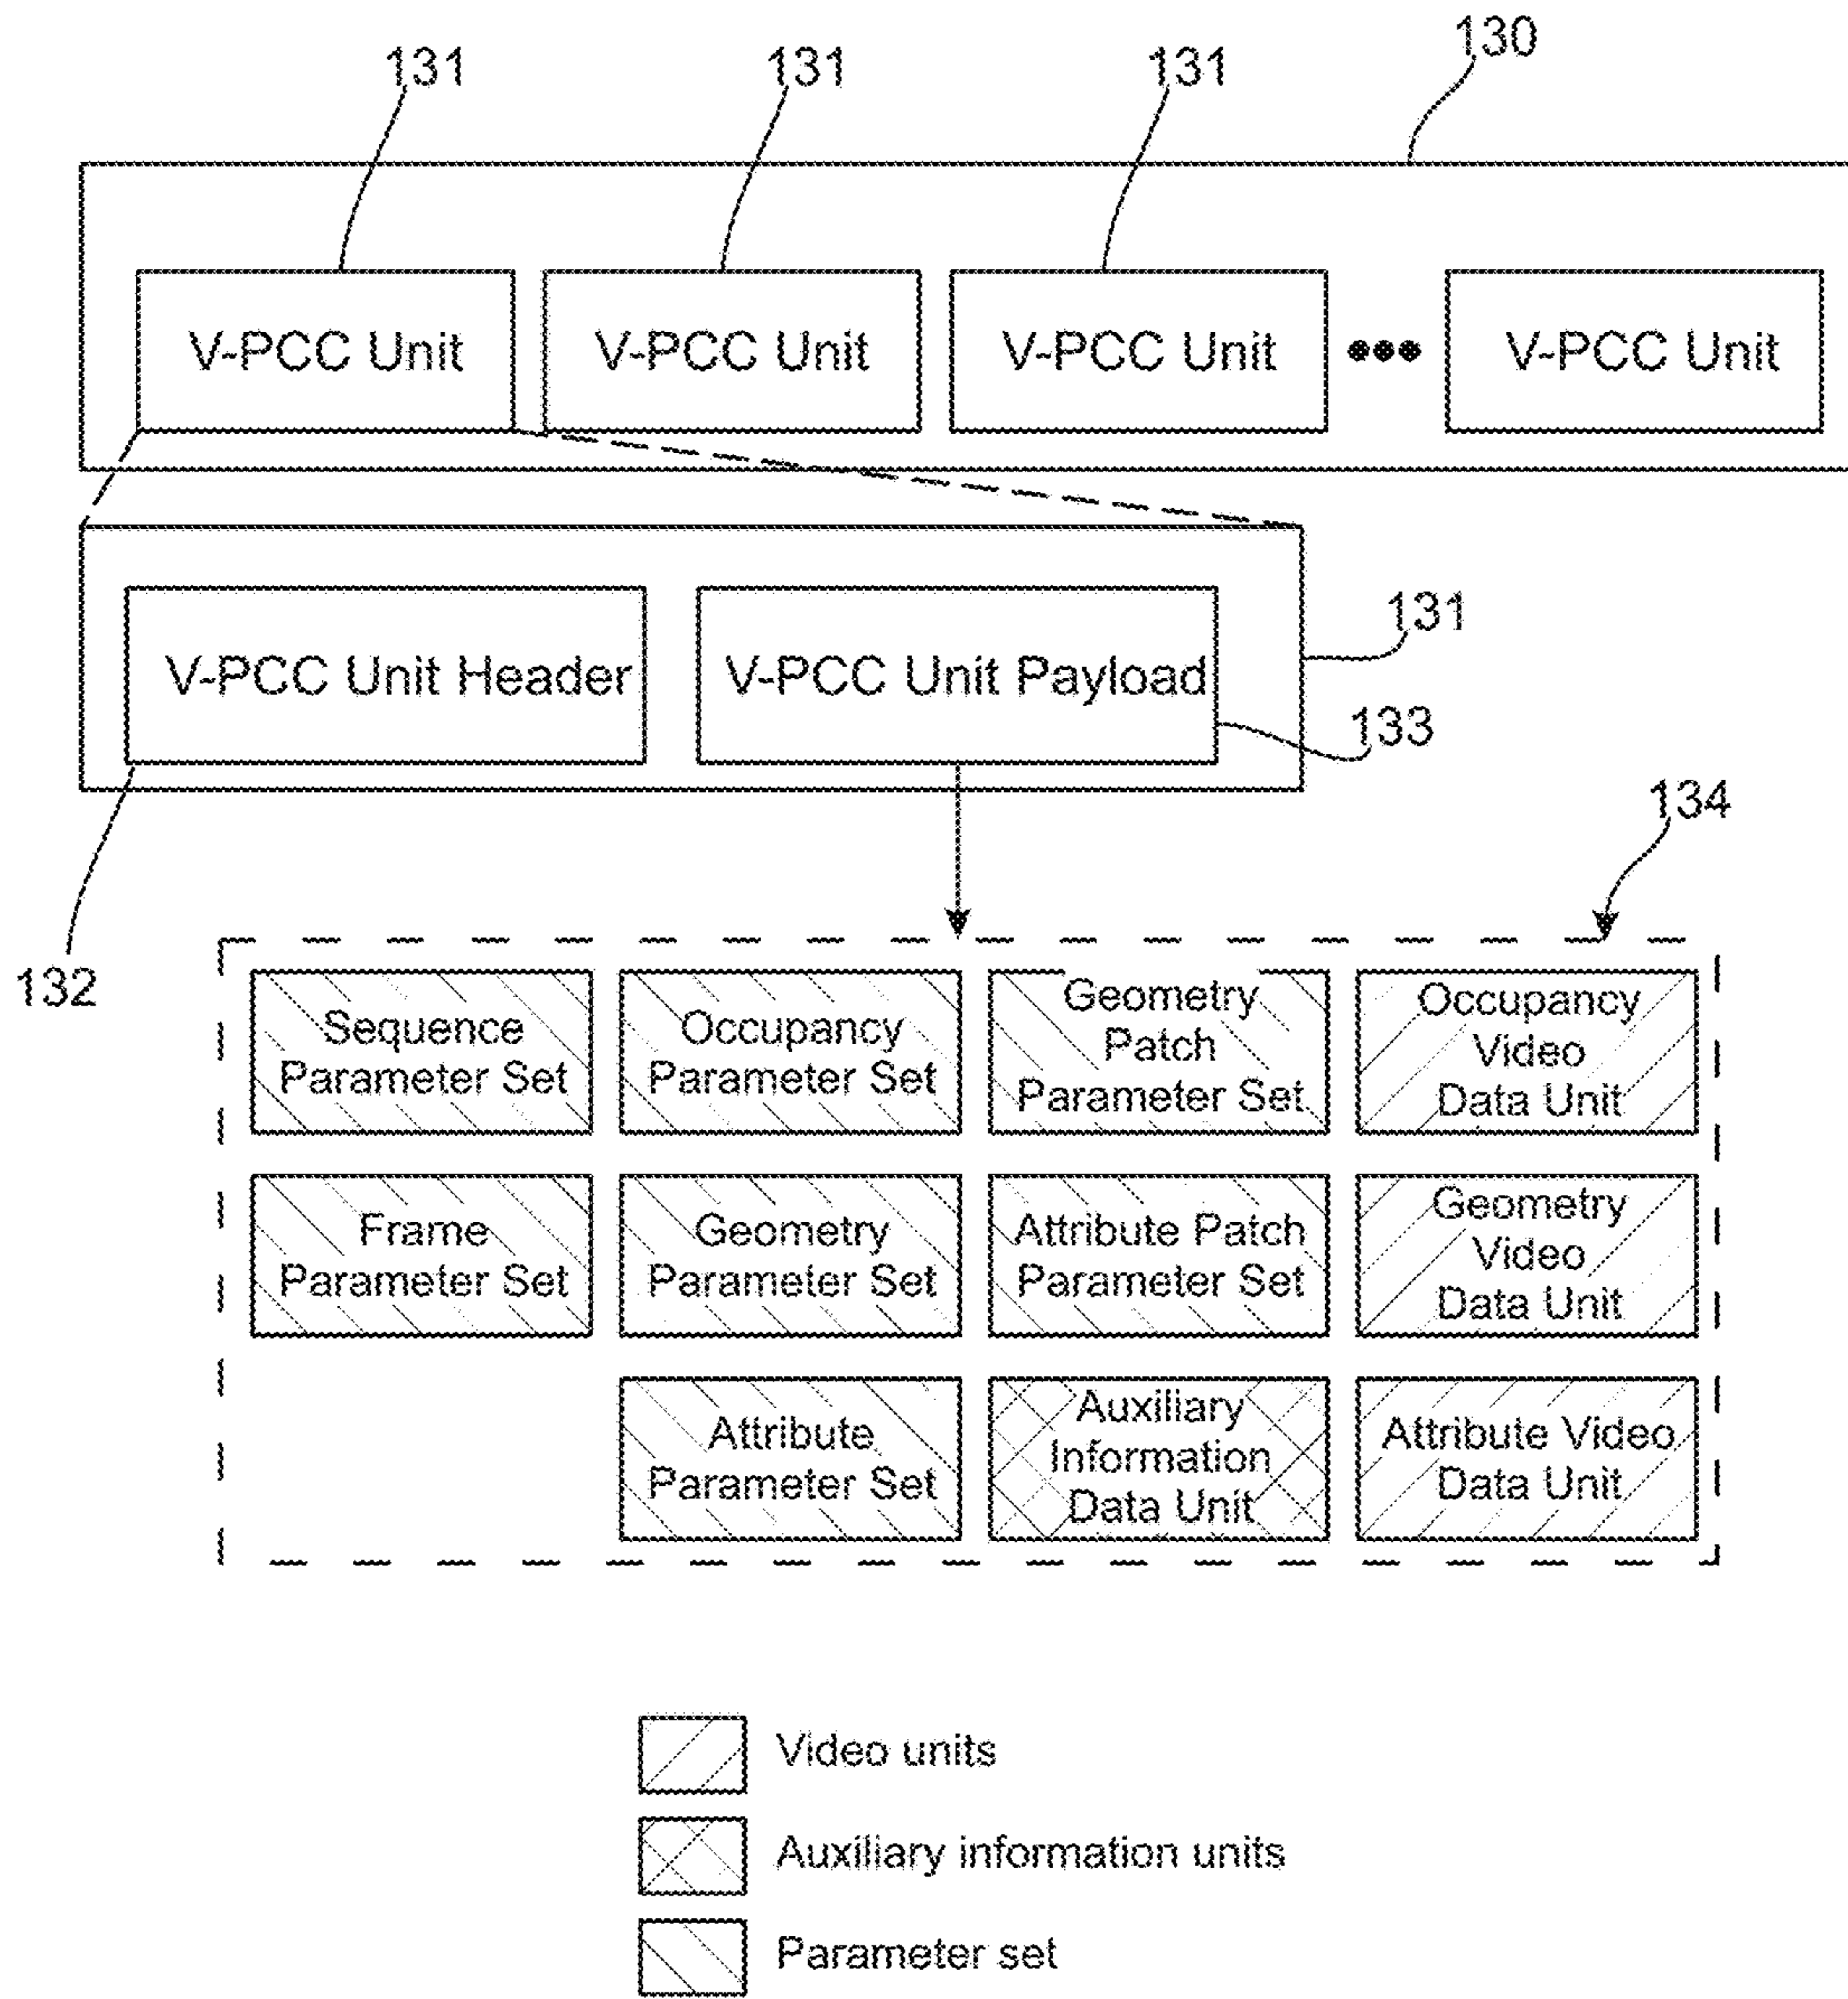 130
131 131 131
V-PCC Unit V-PCC Unit V-PCC Unit ••• V-PCC Unit
V-PCC Unit Header V-PCC Unit Payload
131
133
134
132
Sequence
Parameter Set
Occupancy
Parameter Set
Geometry
Patch
Parameter Set
Occupancy
Video
Data Unit
Frame
Parameter Set
Geometry
Parameter Set
Attribute Patch
Parameter Set
Geometry
Video
Data Unit
Attribute
Parameter Set
Auxiliary
Information
Data Unit
Attribute Video
Data Unit
Video units
Auxiliary information units
Parameter set